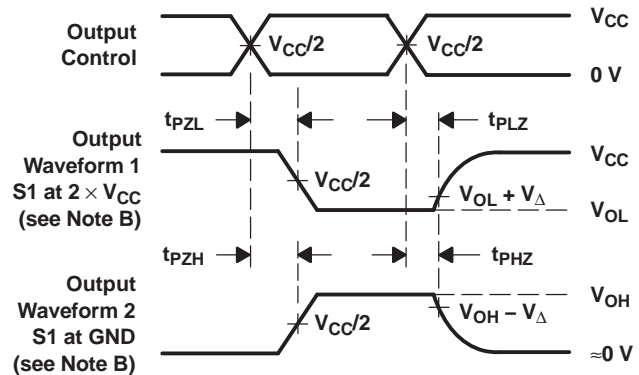 Output
Control
V_CC/2
V_CC/2
V_CC
0 V
t_PZL
t_PLZ
Output
Waveform 1
S1 at 2 × V_CC
(see Note B)
V_CC/2
V_CC
V_OL + V_Δ
V_OL
t_PZH
t_PHZ
Output
Waveform 2
S1 at GND
(see Note B)
V_CC/2
V_OH
V_OH − V_Δ
≈0 V